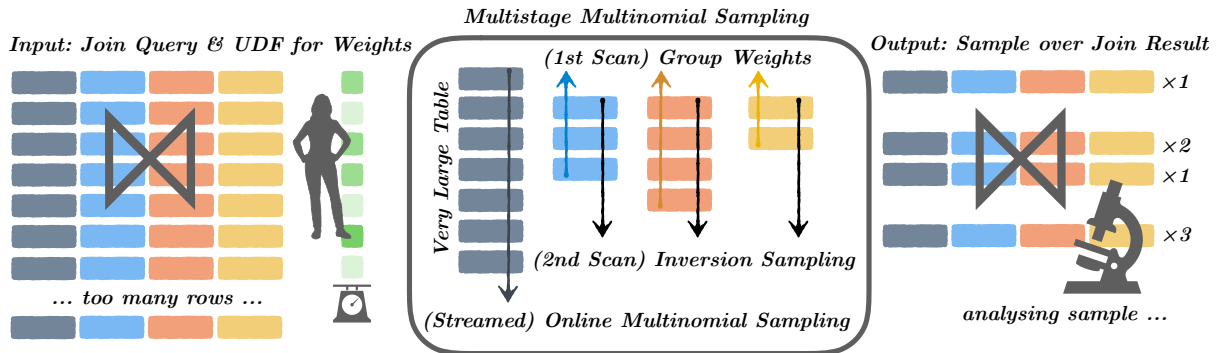 Multistage Multinomial Sampling
Input: Join Query & UDF for Weights
Output: Sample over Join Result
(1st Scan) Group Weights
Very Large Table
(2nd Scan) Inversion Sampling
(Streamed) Online Multinomial Sampling
... too many rows ...
×1
×2
×1
×3
analysing sample ...